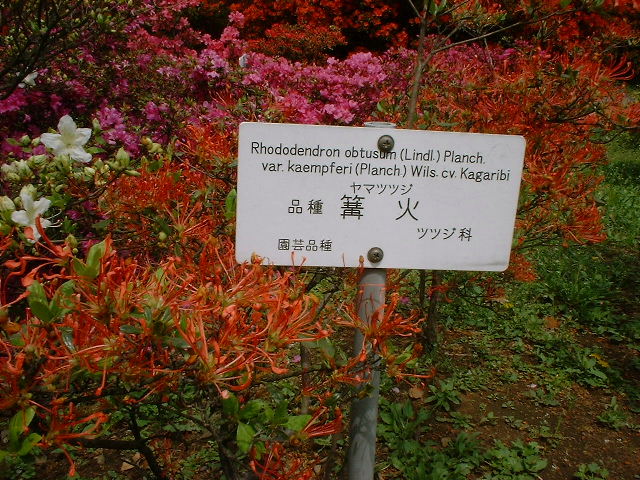 Rhododendron obtusum (Lindl.) Planch.
var. kaempferi (Planch.) Wils. cv. Kagaribi
ヤマツツジ
品種 篝火
ツツジ科
園芸品種